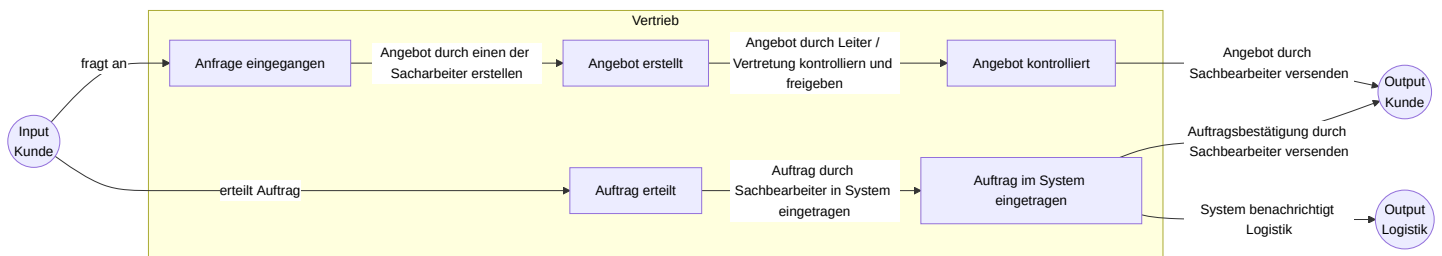 Vertrieb
fragt an
Anfrage eingegangen
Angebot durch einen der
Sacharbeiter erstellen
Angebot erstellt
Angebot durch Leiter /
Vertretung kontrolliern und
freigeben
Angebot kontrolliert
Angebot durch
Sachbearbeiter versenden
Output
Kunde
Input
Kunde
erteilt Auftrag
Auftrag erteilt
Auftrag durch
Sachbearbeiter in System
eingetragen
Auftrag im System
eingetragen
Auftragsbestätigung durch
Sachbearbeiter versenden
System benachrichtigt
Logistik
Output
Logistik